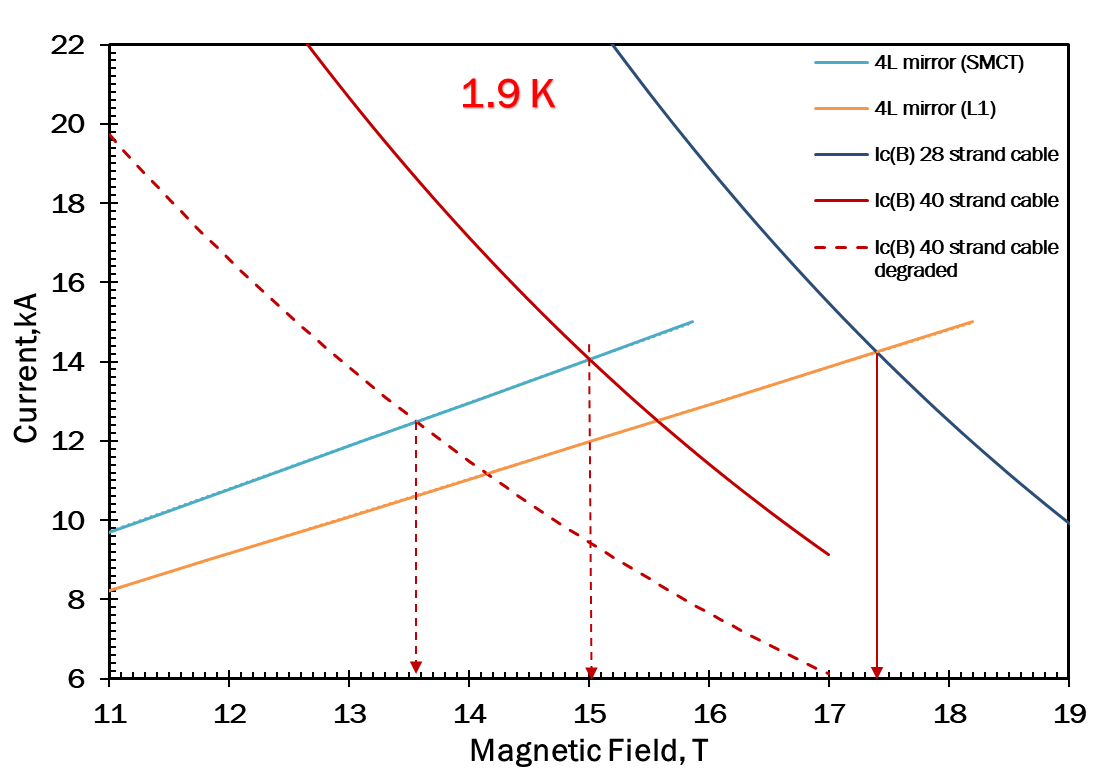 1.9 K
4L mirror (SMCT)
4L mirror (L1)
Ic(B) 28 strand cable
Ic(B) 40 strand cable
Ic(B) 40 strand cable
degraded
Current,kA
22
20
18
16
14
12
10
8
6
11 12 13 14 15 16 17 18 19
Magnetic Field, T